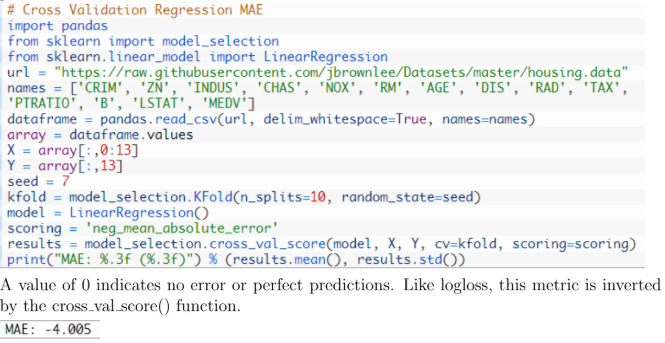 # Cross Validation Regression MAE
import pandas
from sklearn import model_selection
from sklearn.linear_model import LinearRegression
url = "https://raw.githubusercontent.com/jbrownlee/Datasets/master/housing.data"
names = ['CRIM', 'ZN', 'INDUS', 'CHAS', 'NOX', 'RM', 'AGE', 'DIS', 'RAD', 'TAX',
'PTRATIO', 'B', 'LSTAT', 'MEDV']
dataframe = pandas.read_csv(url, delim_whitespace=True, names=names)
array = dataframe.values
X = array[:,0:13]
Y = array[:,13]
seed = 7
kfold = model_selection.KFold(n_splits=10, random_state=seed)
model = LinearRegression()
scoring = 'neg_mean_absolute_error'
results = model_selection.cross_val_score(model, X, Y, cv=kfold, scoring=scoring)
print("MAE: %.3f (%.3f)") % (results.mean(), results.std())
A value of 0 indicates no error or perfect predictions. Like logloss, this metric is inverted
by the cross_val_score() function.
MAE: -4.005